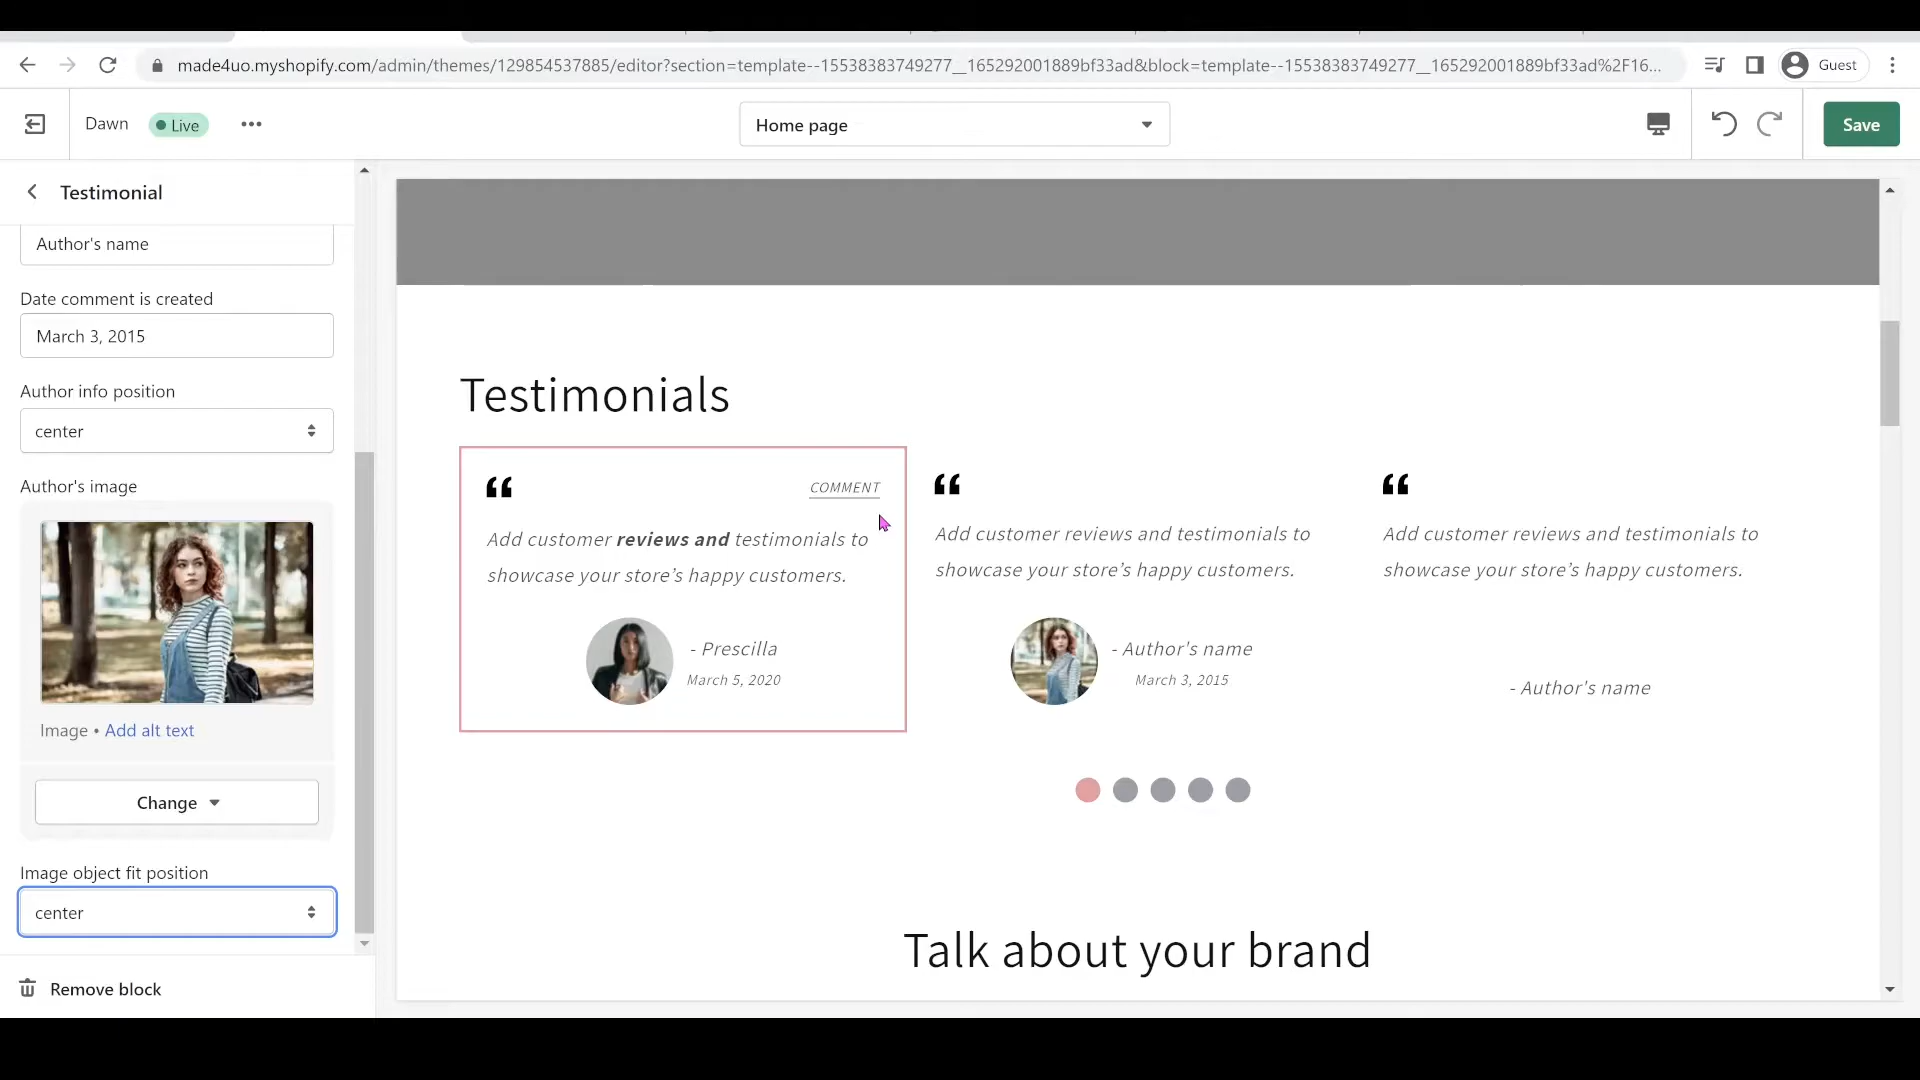 made4uo.myshopify.com/admin/themes/129854537885/editor?section=template--15538383749277__165292001889bf33ad&block=template--15538383749277__165292001889bf33ad%2F16...
Guest
Dawn
Live
Home page
Save
Testimonial
Author's name
Date comment is created
March 3, 2015
Author info position
center
Author's image
Image • Add alt text
Change
Image object fit position
center
Remove block
Testimonials
“
COMMENT
Add customer reviews and testimonials to
showcase your store’s happy customers.
- Prescilla
March 5, 2020
“
Add customer reviews and testimonials to
showcase your store’s happy customers.
- Author's name
March 3, 2015
“
Add customer reviews and testimonials to
showcase your store’s happy customers.
- Author's name
Talk about your brand